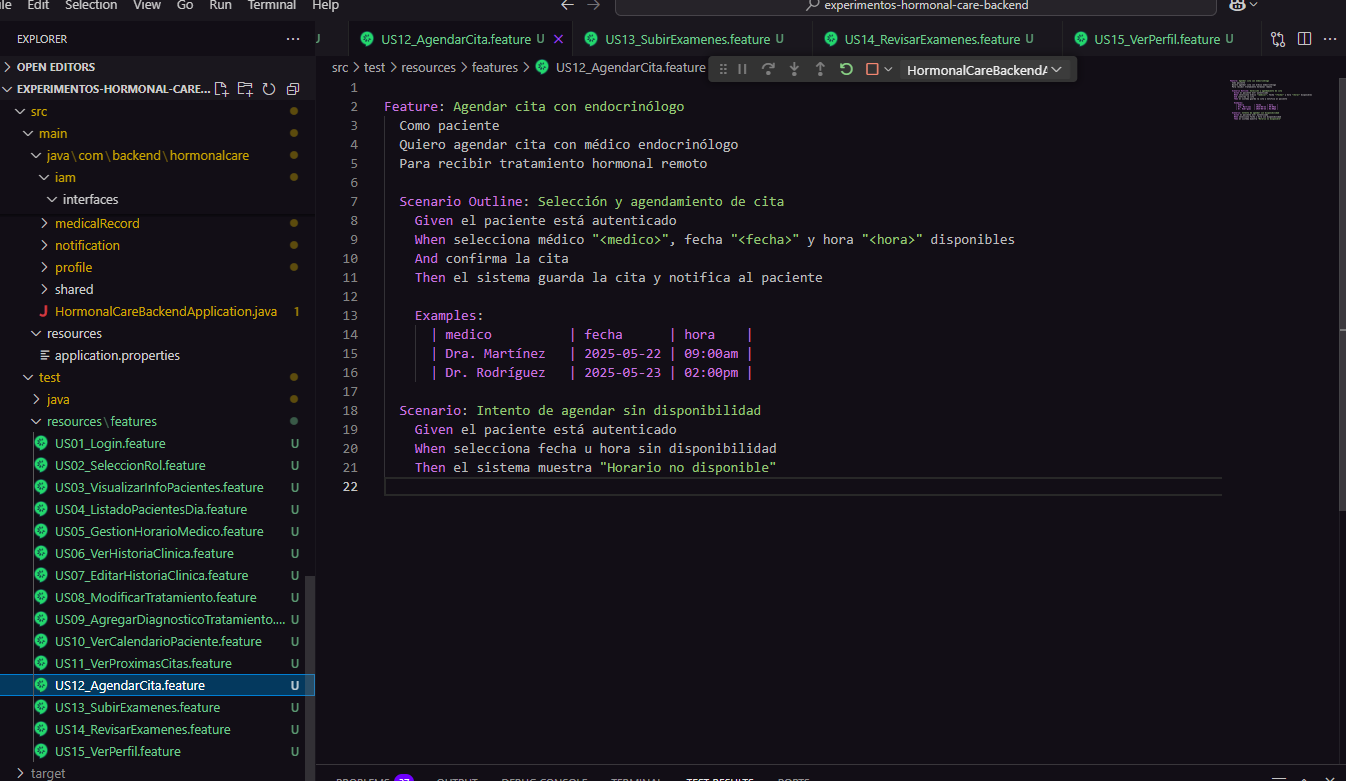 Edit Selection View Go Run Terminal Help
experimentos-hormonal-care-backend
EXPLORER
US12_AgendarCita.feature U
US13_SubirExamenes.feature U
US14_RevisarExamenes.feature U
US15_VerPerfil.feature U
OPEN EDITORS
src > test > resources > features > US12_AgendarCita.feature
HormonalCareBackendA
EXPERIMENTOS-HORMONAL-CARE...
src
main
java\com\backend\hormonalcare
iam
interfaces
medicalRecord
notification
profile
shared
HormonalCareBackendApplication.java 1
resources
application.properties
test
java
resources\features
US01_Login.feature U
US02_SeleccionRol.feature U
US03_VisualizarInfoPacientes.feature U
US04_ListadoPacientesDia.feature U
US05_GestionHorarioMedico.feature U
US06_VerHistoriaClinica.feature U
US07_EditarHistoriaClinica.feature U
US08_ModificarTratamiento.feature U
US09_AgregarDiagnosticoTratamiento.... U
US10_VerCalendarioPaciente.feature U
US11_VerProximasCitas.feature U
US12_AgendarCita.feature U
US13_SubirExamenes.feature U
US14_RevisarExamenes.feature U
US15_VerPerfil.feature U
target
1
2 Feature: Agendar cita con endocrinólogo
3 Como paciente
4 Quiero agendar cita con médico endocrinólogo
5 Para recibir tratamiento hormonal remoto
6
7 Scenario Outline: Selección y agendamiento de cita
8 Given el paciente está autenticado
9 When selecciona médico "<medico>", fecha "<fecha>" y hora "<hora>" disponibles
10 And confirma la cita
11 Then el sistema guarda la cita y notifica al paciente
12
13 Examples:
14 | medico | fecha | hora |
15 | Dra. Martínez | 2025-05-22 | 09:00am |
16 | Dr. Rodríguez | 2025-05-23 | 02:00pm |
17
18 Scenario: Intento de agendar sin disponibilidad
19 Given el paciente está autenticado
20 When selecciona fecha u hora sin disponibilidad
21 Then el sistema muestra "Horario no disponible"
22
PROBLEMS OUTPUT DEBUG CONSOLE TERMINAL TEST RESULTS PORTS